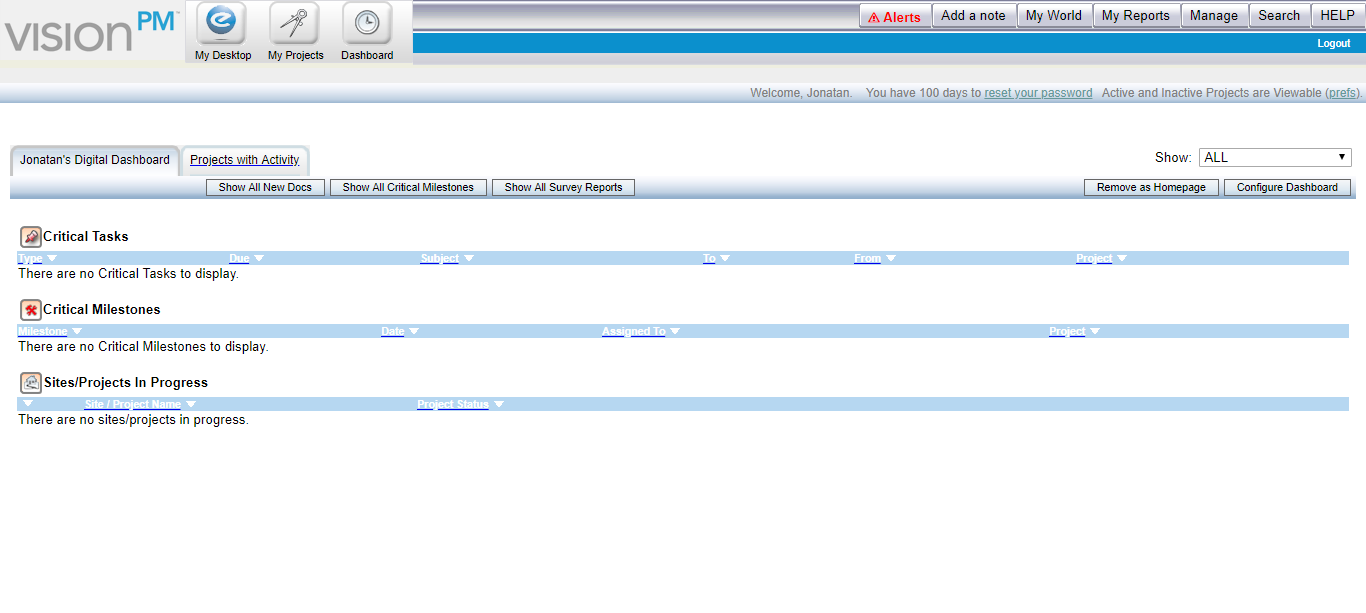 vision PM™
My Desktop My Projects Dashboard
Alerts Add a note My World My Reports Manage Search HELP
Logout
Welcome, Jonatan. You have 100 days to reset your password Active and Inactive Projects are Viewable (prefs).
Jonatan's Digital Dashboard Projects with Activity Show: ALL
Show All New Docs Show All Critical Milestones Show All Survey Reports Remove as Homepage Configure Dashboard
Critical Tasks
Type Due Subject To From Project
There are no Critical Tasks to display.
Critical Milestones
Milestone Date Assigned To Project
There are no Critical Milestones to display.
Sites/Projects In Progress
Site / Project Name Project Status
There are no sites/projects in progress.